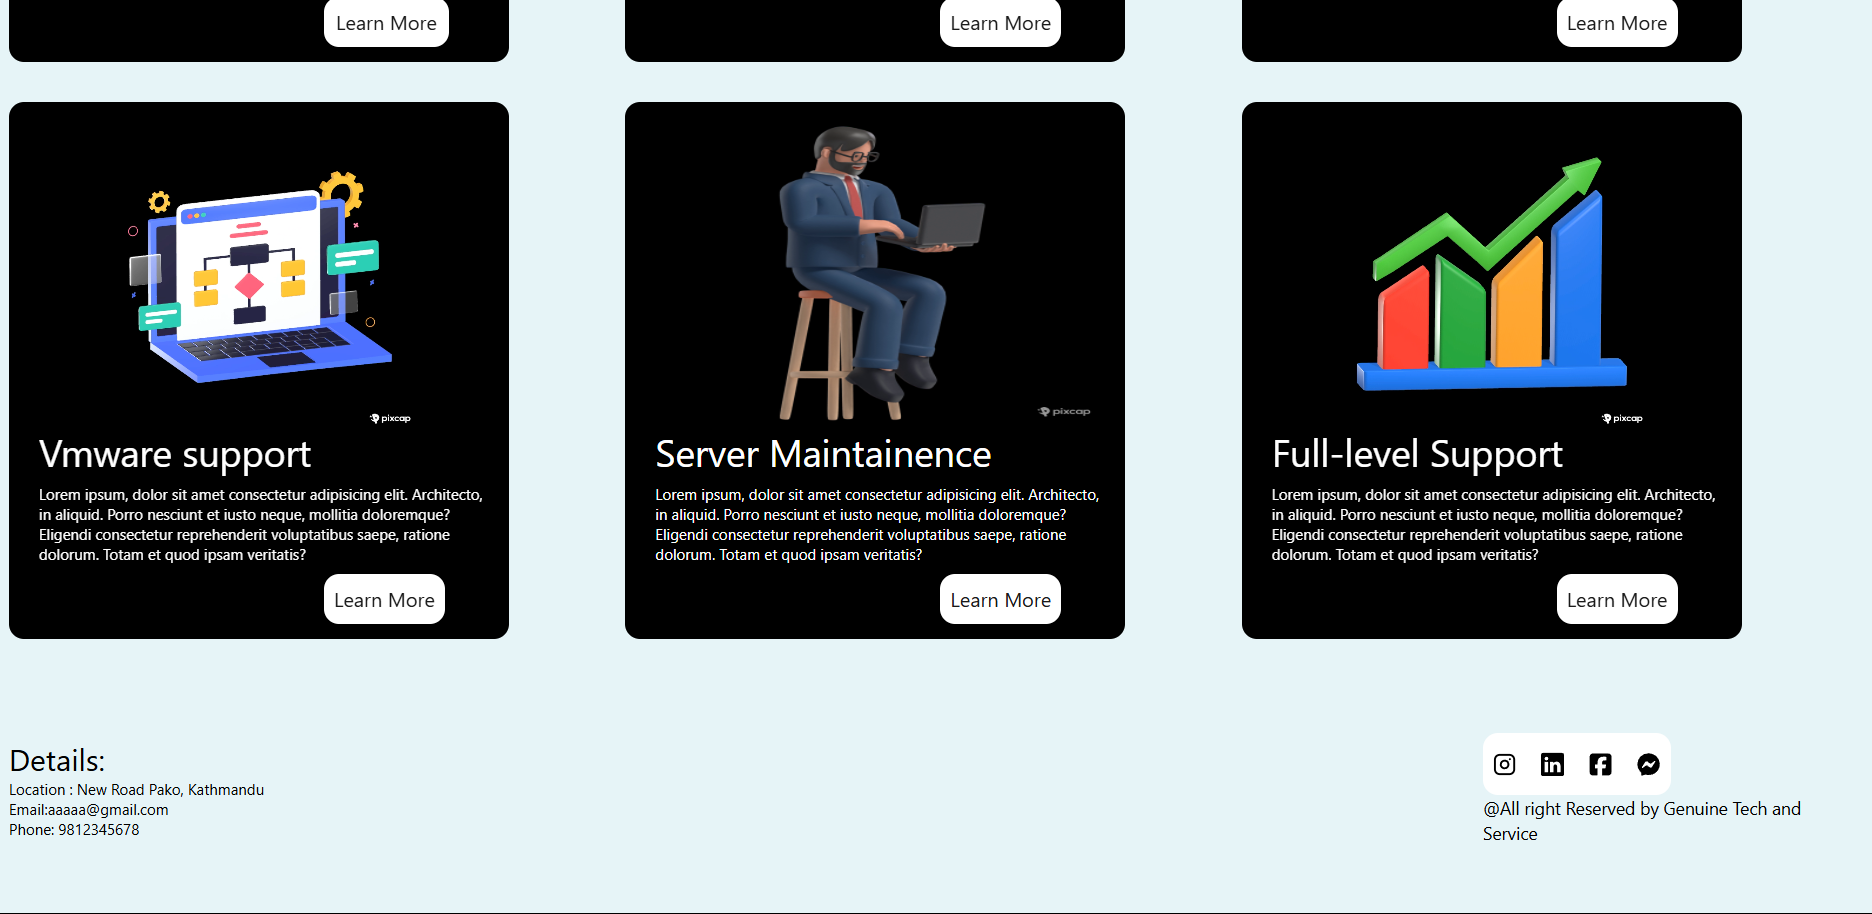 Learn More
Learn More
Learn More
pixcap
Vmware support
Lorem ipsum, dolor sit amet consectetur adipisicing elit. Architecto,
in aliquid. Porro nesciunt et iusto neque, mollitia doloremque?
Eligendi consectetur reprehenderit voluptatibus saepe, ratione
dolorum. Totam et quod ipsam veritatis?
Learn More
pixcap
Server Maintainence
Lorem ipsum, dolor sit amet consectetur adipisicing elit. Architecto,
in aliquid. Porro nesciunt et iusto neque, mollitia doloremque?
Eligendi consectetur reprehenderit voluptatibus saepe, ratione
dolorum. Totam et quod ipsam veritatis?
Learn More
pixcap
Full-level Support
Lorem ipsum, dolor sit amet consectetur adipisicing elit. Architecto,
in aliquid. Porro nesciunt et iusto neque, mollitia doloremque?
Eligendi consectetur reprehenderit voluptatibus saepe, ratione
dolorum. Totam et quod ipsam veritatis?
Learn More
Details:
Location : New Road Pako, Kathmandu
Email:aaaaa@gmail.com
Phone: 9812345678
@All right Reserved by Genuine Tech and
Service